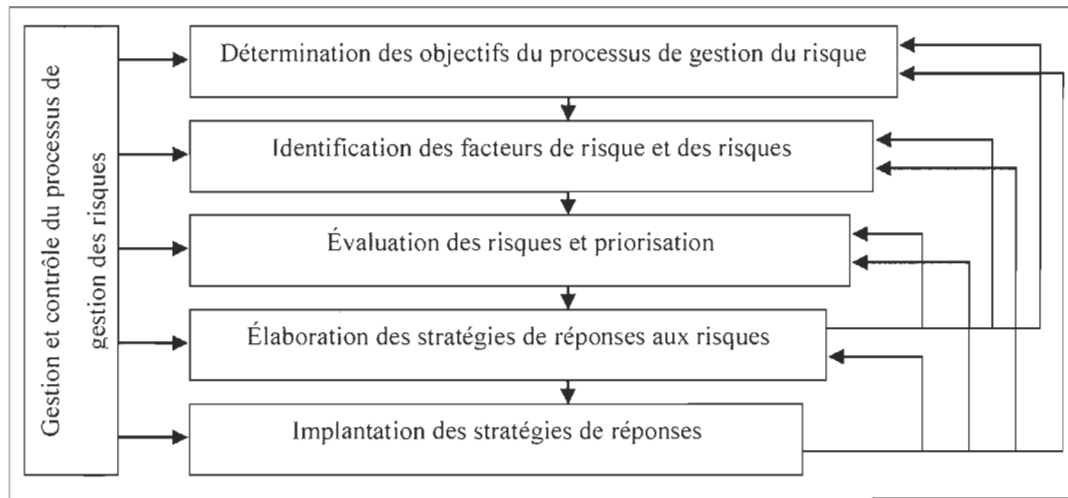 Gestion et contrôle du processus de
gestion des risques
Détermination des objectifs du processus de gestion du risque
Identification des facteurs de risque et des risques
Évaluation des risques et priorisation
Élaboration des stratégies de réponses aux risques
Implantation des stratégies de réponses